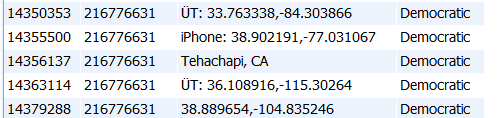 14350353 216776631 ÜT: 33.763338,-84.303866 Democratic
14355500 216776631 iPhone: 38.902191,-77.031067 Democratic
14356137 216776631 Tehachapi, CA Democratic
14363114 216776631 ÜT: 36.108916,-115.30264 Democratic
14379288 216776631 38.889654,-104.835246 Democratic